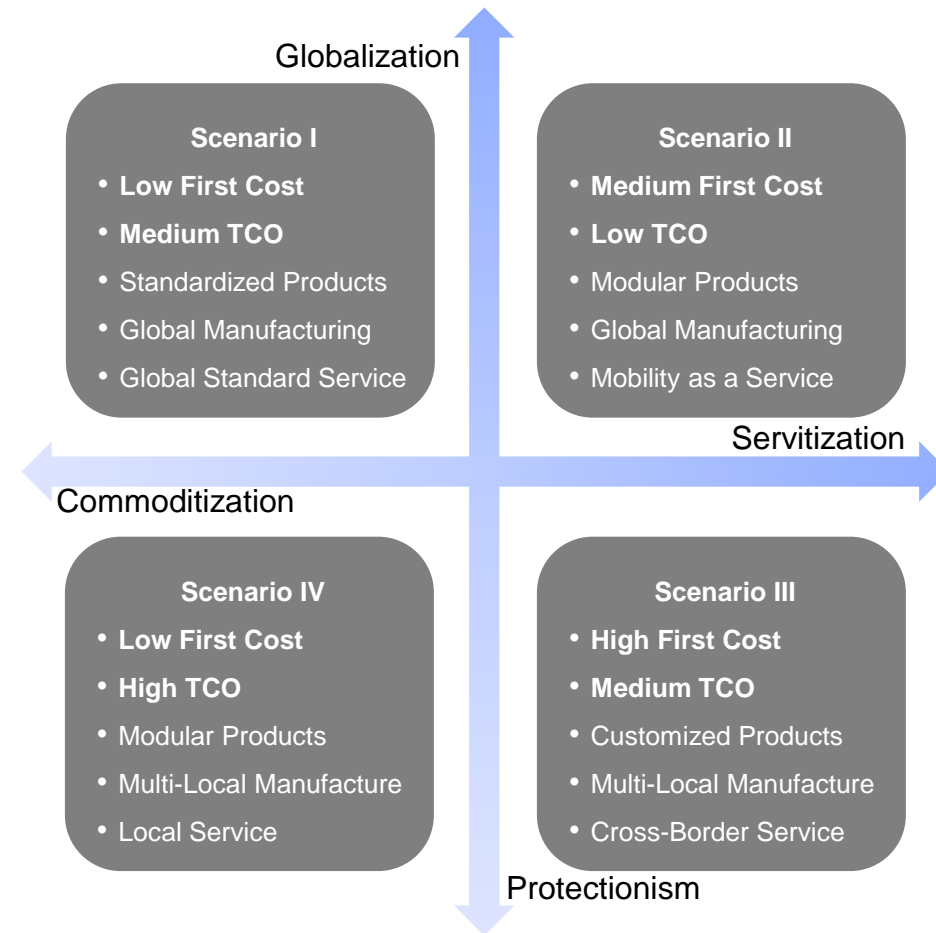 Globalization
Scenario I
• Low First Cost
• Medium TCO
• Standardized Products
• Global Manufacturing
• Global Standard Service
Scenario II
• Medium First Cost
• Low TCO
• Modular Products
• Global Manufacturing
• Mobility as a Service
Servitization
Commoditization
Scenario IV
• Low First Cost
• High TCO
• Modular Products
• Multi-Local Manufacture
• Local Service
Scenario III
• High First Cost
• Medium TCO
• Customized Products
• Multi-Local Manufacture
• Cross-Border Service
Protectionism